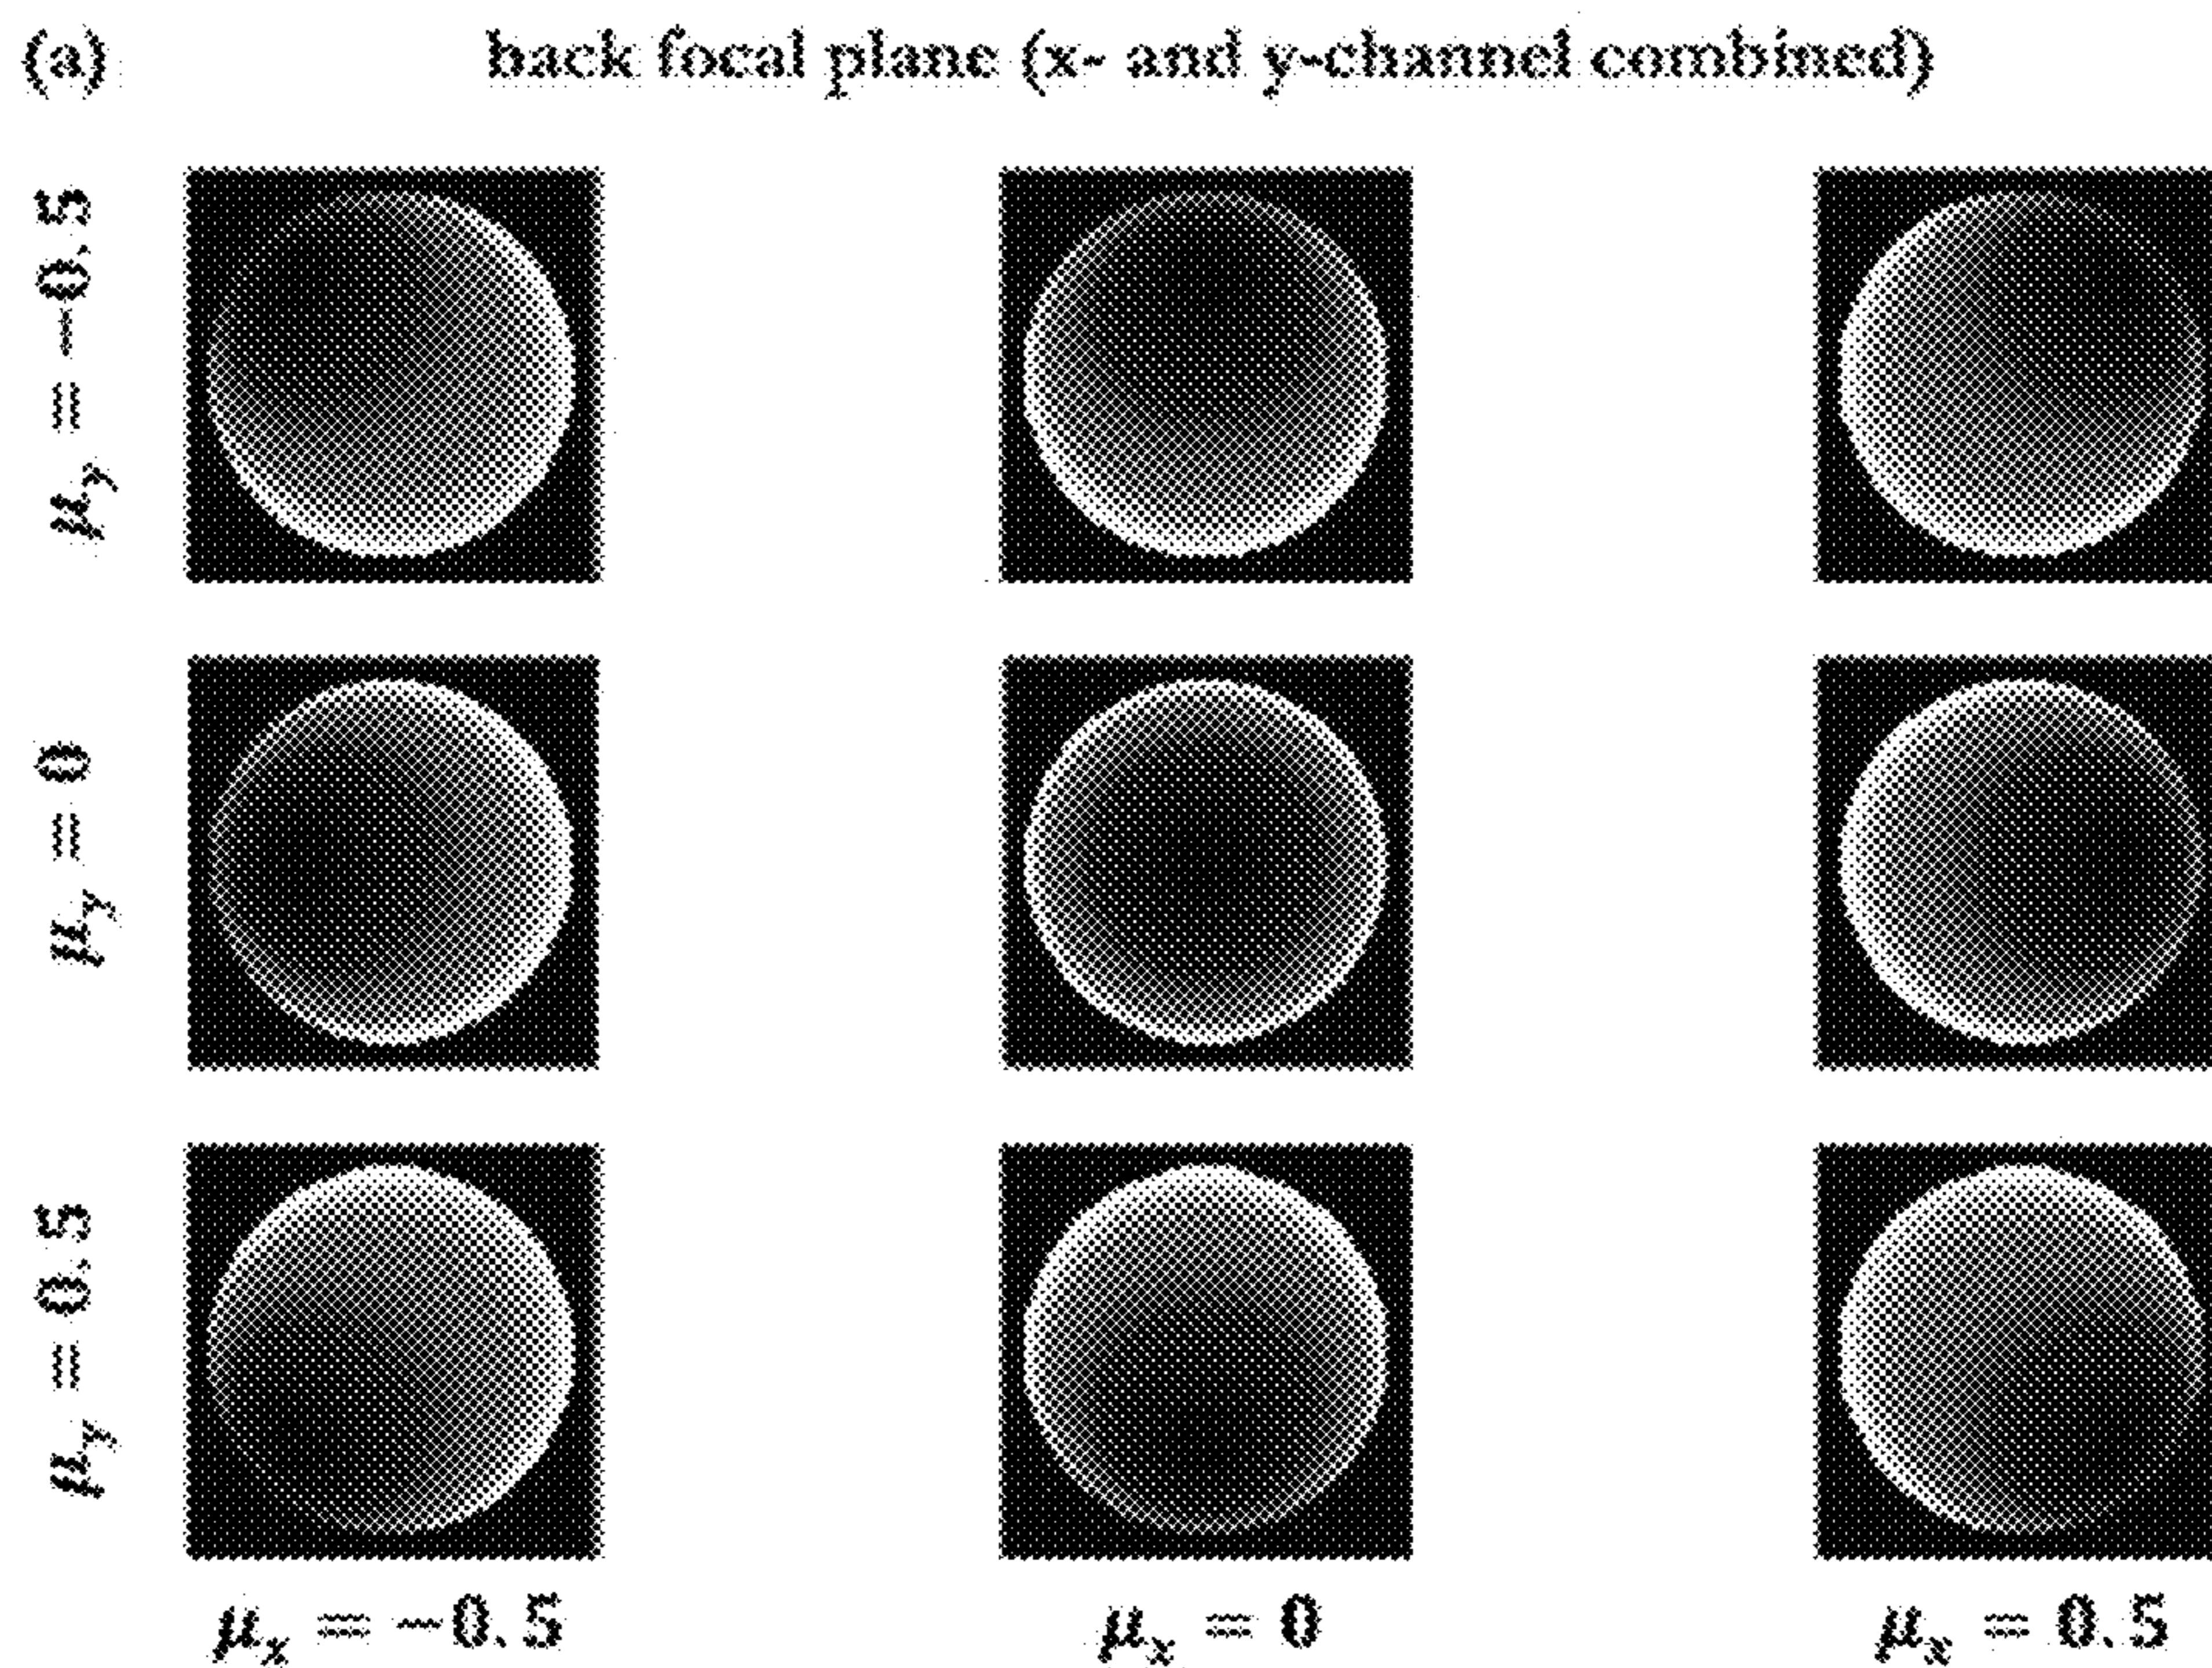 (a) back focal plane (x- and y-channel combined)
μy = −0.5
μy = 0
μy = 0.5
μx = −0.5 μx = 0 μx = 0.5